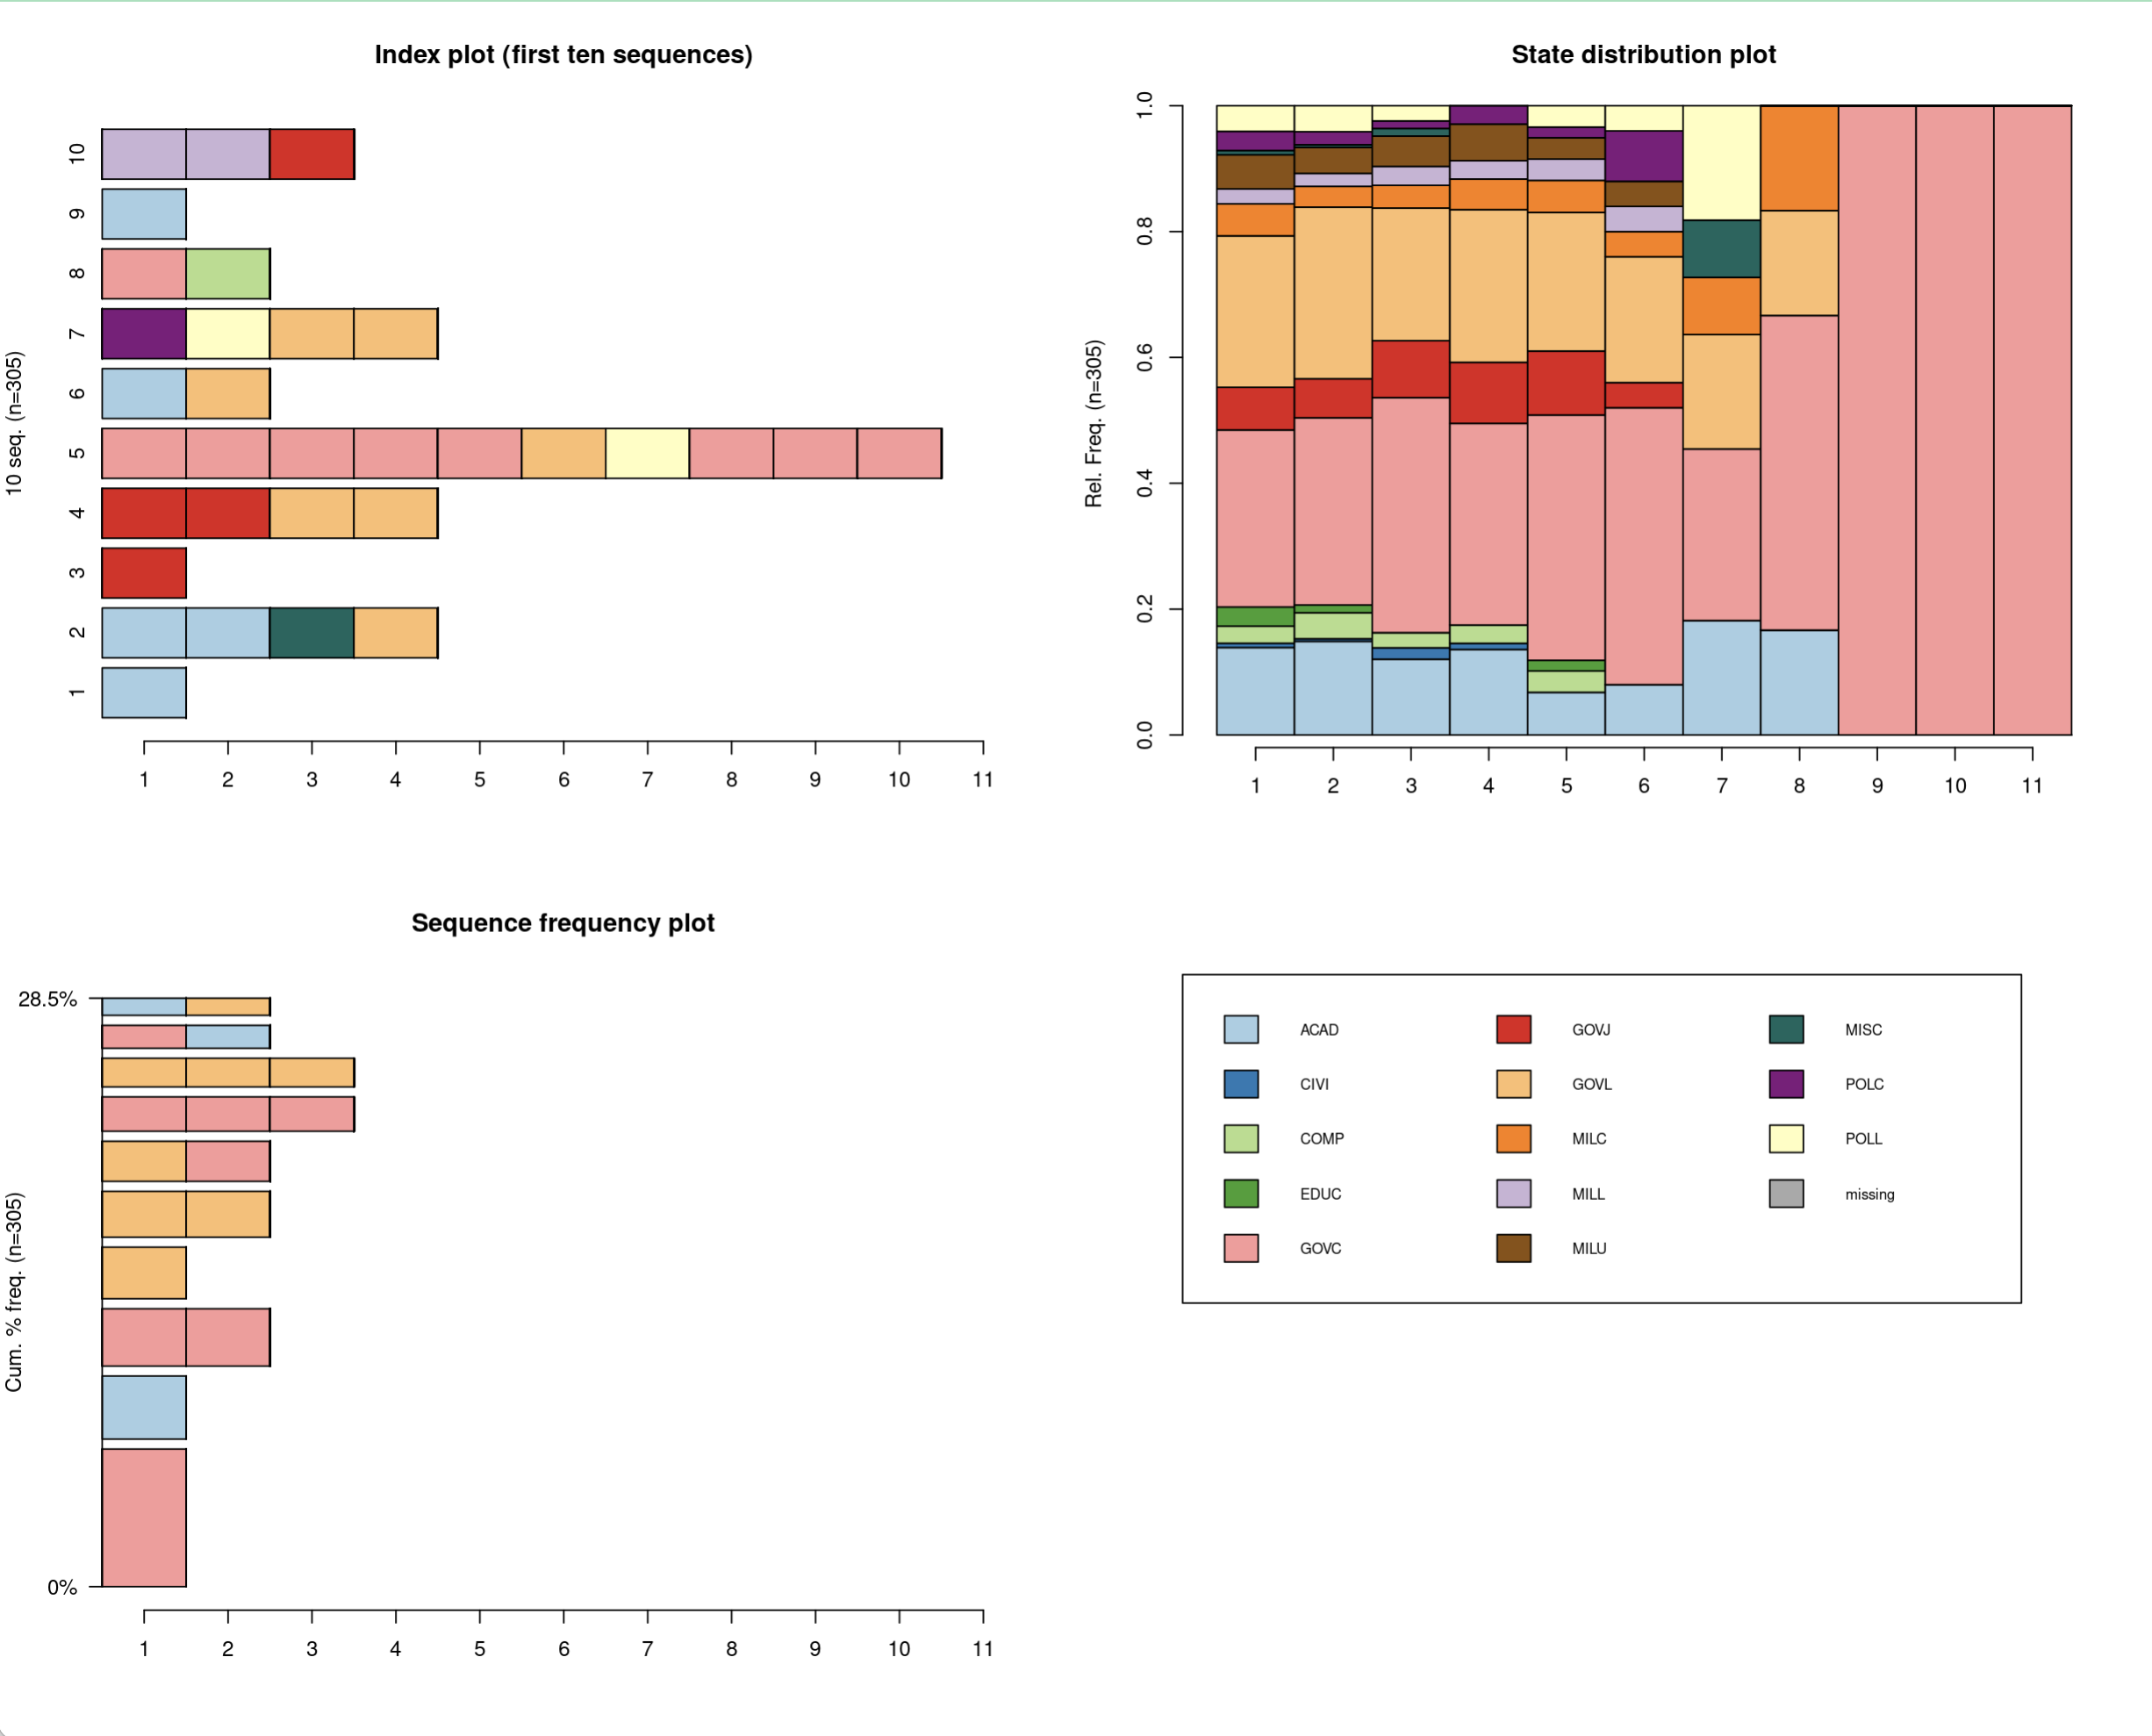 Index plot (first ten sequences)
10 seq. (n=305)
10
9
8
7
6
5
4
3
2
1
1 2 3 4 5 6 7 8 9 10 11
State distribution plot
Rel. Freq. (n=305)
1.0
0.8
0.6
0.4
0.2
0.0
1 2 3 4 5 6 7 8 9 10 11
Sequence frequency plot
Cum. % freq. (n=305)
28.5%
0%
1 2 3 4 5 6 7 8 9 10 11
ACAD
CIVI
COMP
EDUC
GOVC
GOVJ
GOVL
MILC
MILL
MILU
MISC
POLC
POLL
missing